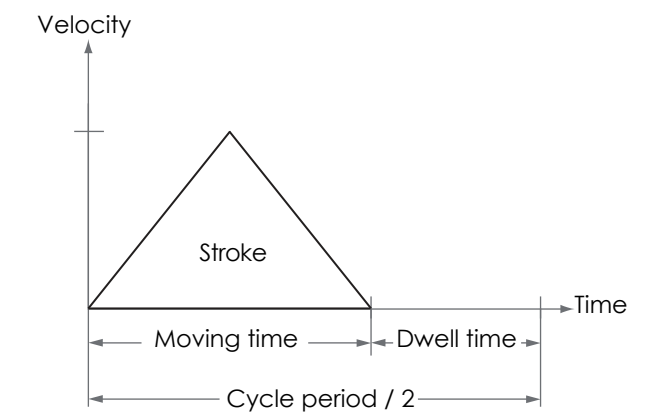 Velocity
Stroke
Time
Moving time
Dwell time
Cycle period / 2